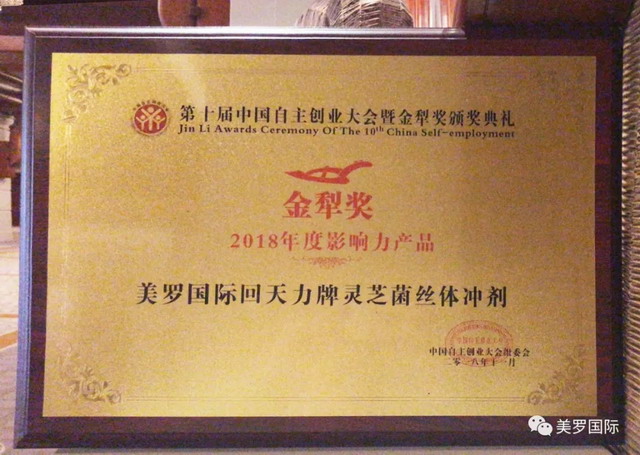 第十届中国自主创业大会暨金犁奖颁奖典礼
Jin Li Awards Ceremony Of The 10th China Self-employment
金犁奖
2018年度影响力产品
美罗国际回天力牌灵芝菌丝体冲剂
中国自主创业大会组委会
二零一八年十一月
美罗国际